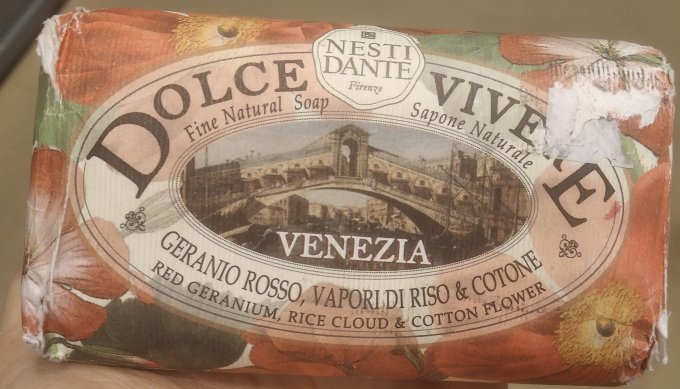 NESTI
DANTE
Firenze
DOLCE VIVERE
Fine Natural Soap
Sapone Naturale
VENEZIA
GERANIO ROSSO, VAPORI DI RISO & COTONE
RED GERANIUM, RICE CLOUD & COTTON FLOWER